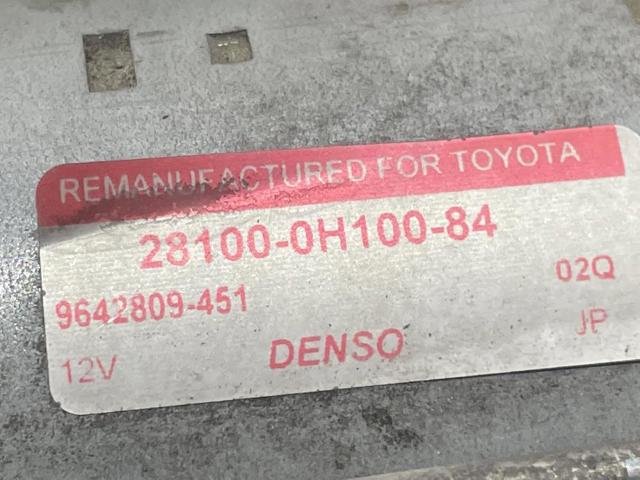 REMANUFACTURED FOR TOYOTA
28100-0H100-84
9642809-451 02Q
12V DENSO JP